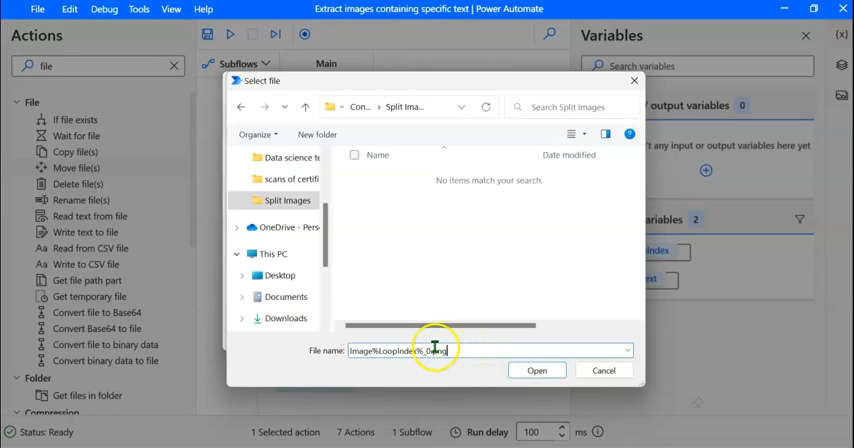 File Edit Debug Tools View Help
Extract images containing specific text | Power Automate
Actions
Subflows Main
Variables
file
Search variables
Select file
Con... > Split Ima...
Search Split Images
Organize
New folder
Name
Date modified
No items match your search.
Data science te
scans of certifi
Split Images
OneDrive - Pers
This PC
Desktop
Documents
Downloads
File name:
Open
Cancel
File
If file exists
Wait for file
Copy file(s)
Move file(s)
Delete file(s)
Rename file(s)
Read text from file
Write text to file
Read from CSV file
Write to CSV file
Get file path part
Get temporary file
Convert file to Base64
Convert Base64 to file
Convert file to binary data
Convert binary data to file
Folder
Get files in folder
Compression
output variables 0
't any input or output variables here yet
ariables 2
Index
ext
Status: Ready
1 Selected action
7 Actions
1 Subflow
Run delay
100
ms